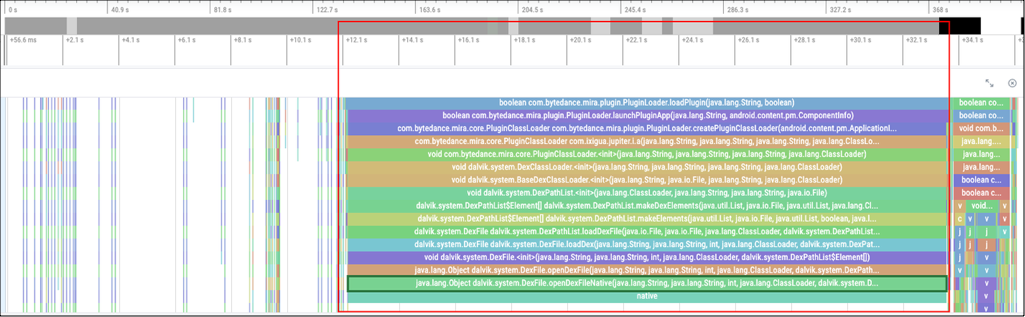 0 s 40.9 s 81.8 s 122.7 s 163.6 s 204.5 s 245.4 s 286.3 s 327.2 s 368 s
+56.6 ms +2.1 s +4.1 s +6.1 s +8.1 s +10.1 s +12.1 s +14.1 s +16.1 s +18.1 s +20.1 s +22.1 s +24.1 s +26.1 s +28.1 s +30.1 s +32.1 s +34.1 s
boolean com.bytedance.mira.plugin.PluginLoader.loadPlugin(java.lang.String, boolean) boolean co...
boolean com.bytedance.mira.plugin.PluginLoader.launchPluginApp(java.lang.String, android.content.pm.ComponentInfo) boolean co...
com.bytedance.mira.core.PluginClassLoader com.bytedance.mira.plugin.PluginLoader.createPluginClassLoader(android.content.pm.ApplicationI... void com.b...
com.bytedance.mira.core.PluginClassLoader com.ixigua.jupiter.i.a(java.lang.String, java.lang.String, java.lang.String, java.lang.ClassLo... java.lang....
void com.bytedance.mira.core.PluginClassLoader.<init>(java.lang.String, java.lang.String, java.lang.String, java.lang.ClassLoader) java.lang....
void dalvik.system.DexClassLoader.<init>(java.lang.String, java.lang.String, java.lang.String, java.lang.ClassLoader) java.lang....
void dalvik.system.BaseDexClassLoader.<init>(java.lang.String, java.io.File, java.lang.String, java.lang.ClassLoader) boolean c...
void dalvik.system.DexPathList.<init>(java.lang.ClassLoader, java.lang.String, java.lang.String, java.io.File) boolean c...
dalvik.system.DexPathList$Element[] dalvik.system.DexPathList.makeDexElements(java.util.List, java.io.File, java.util.List, java.lang.Cl... v void... v
dalvik.system.DexPathList$Element[] dalvik.system.DexPathList.makeElements(java.util.List, java.io.File, java.util.List, boolean, java.l... c v v v
dalvik.system.DexFile dalvik.system.DexPathList.loadDexFile(java.io.File, java.io.File, java.lang.ClassLoader, dalvik.system.DexPathList... j j j v
dalvik.system.DexFile dalvik.system.DexFile.loadDex(java.lang.String, java.lang.String, int, java.lang.ClassLoader, dalvik.system.DexPat...
void dalvik.system.DexFile.<init>(java.lang.String, java.lang.String, int, java.lang.ClassLoader, dalvik.system.DexPathList$Element[])
java.lang.Object dalvik.system.DexFile.openDexFile(java.lang.String, java.lang.String, int, java.lang.ClassLoader, dalvik.system.DexPath...
java.lang.Object dalvik.system.DexFile.openDexFileNative(java.lang.String, java.lang.String, int, java.lang.ClassLoader, dalvik.system.D...
native